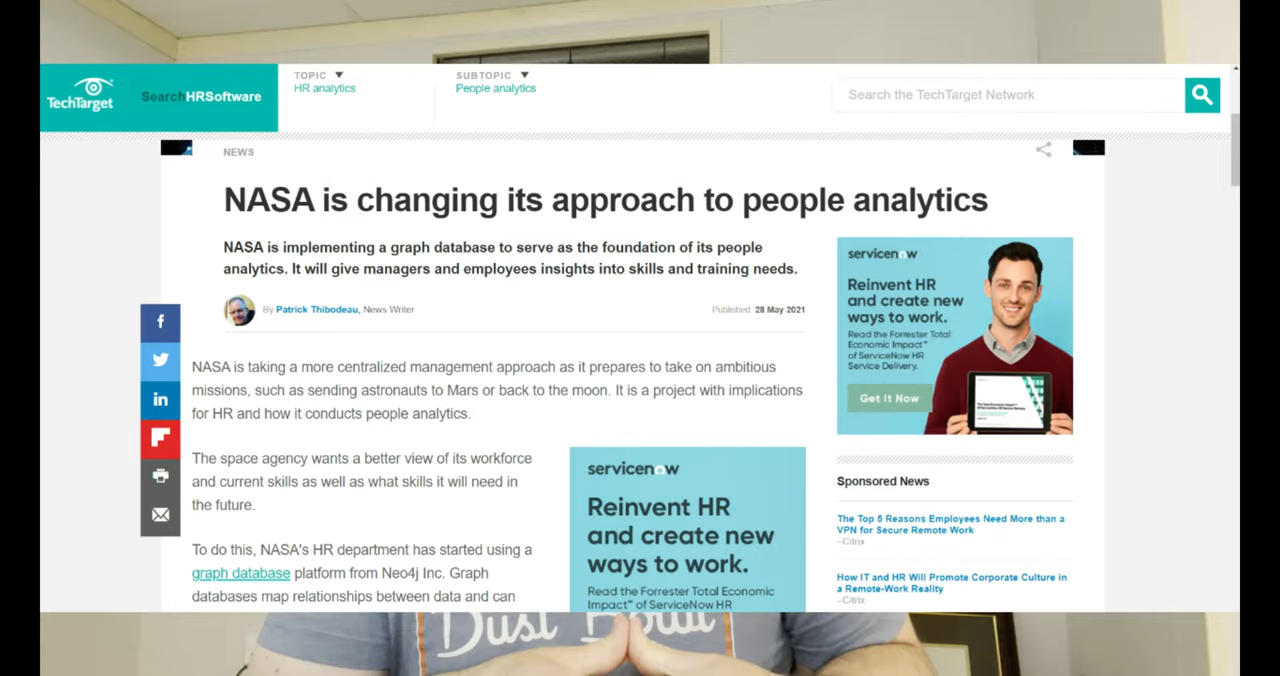 TechTarget
SearchHRSoftware
TOPIC
HR analytics
SUBTOPIC
People analytics
Search the TechTarget Network
NEWS
NASA is changing its approach to people analytics
NASA is implementing a graph database to serve as the foundation of its people
analytics. It will give managers and employees insights into skills and training needs.
By Patrick Thibodeau, News Writer
Published: 28 May 2021
NASA is taking a more centralized management approach as it prepares to take on ambitious
missions, such as sending astronauts to Mars or back to the moon. It is a project with implications
for HR and how it conducts people analytics.
The space agency wants a better view of its workforce
and current skills as well as what skills it will need in
the future.
To do this, NASA's HR department has started using a
graph database platform from Neo4j Inc. Graph
databases map relationships between data and can
servicenow
Reinvent HR
and create new
ways to work.
Read the Forrester Total Economic
Impact™ of ServiceNow HR
servicenow
Reinvent HR
and create new
ways to work.
Read the Forrester Total
Economic Impact™
of ServiceNow HR
Service Delivery.
Get It Now
Sponsored News
The Top 5 Reasons Employees Need More than a
VPN for Secure Remote Work
–Citrix
How IT and HR Will Promote Corporate Culture in
a Remote-Work Reality
–Citrix
Dust Bowl